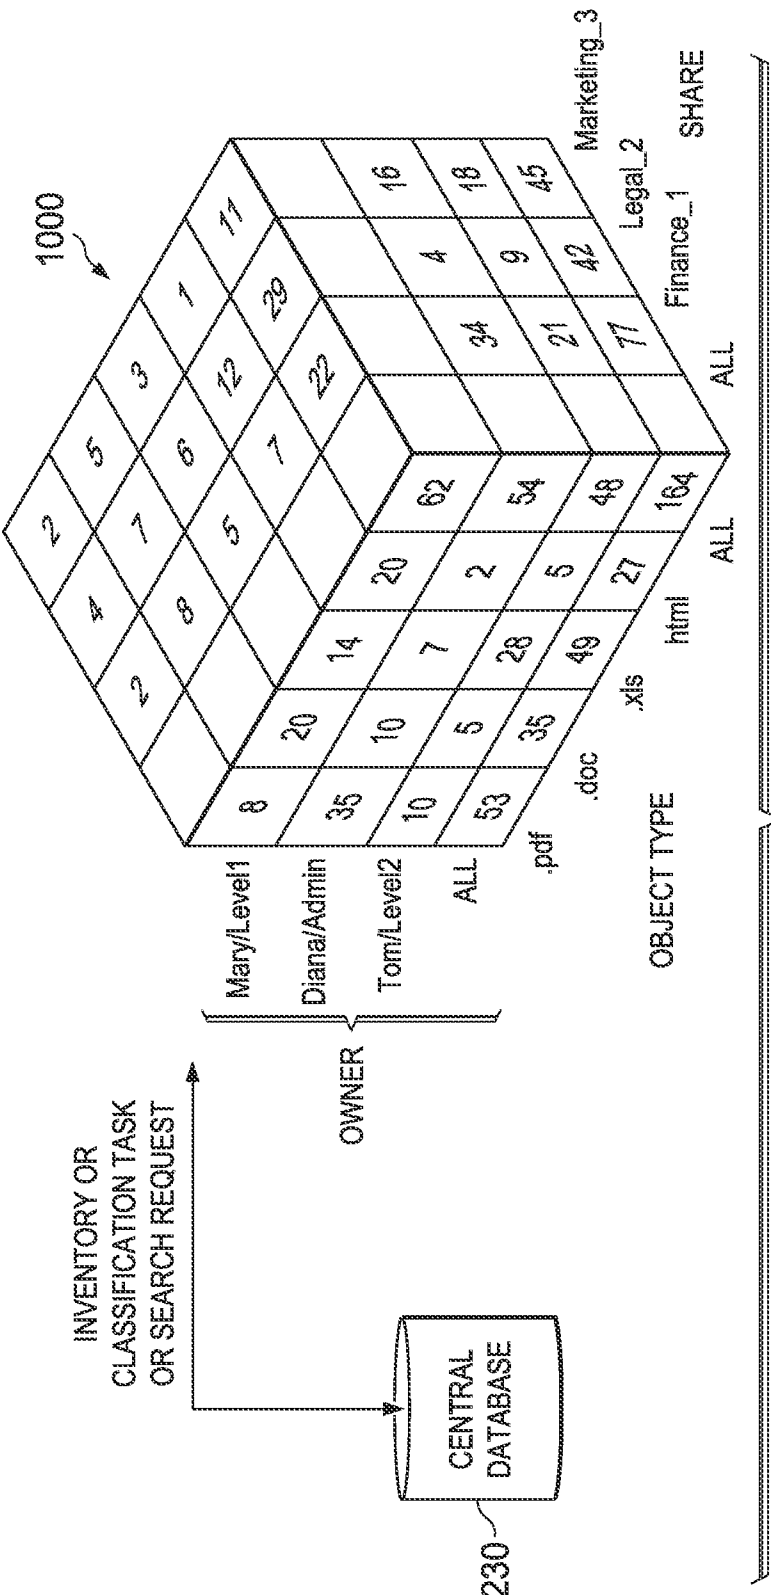 1000
INVENTORY OR
CLASSIFICATION TASK
OR SEARCH REQUEST
CENTRAL
DATABASE
230
2 5 3 1 11
4 7 6 12 29
2 8 5 7 22
OWNER
Mary/Level1 8 20 14 20 62
Diana/Admin 35 10 7 2 54 34 4 16
Tom/Level2 10 5 28 5 48 21 9 18
ALL 53 35 49 27 164 77 42 45
.pdf
.doc
.xls
html
ALL
OBJECT TYPE
ALL
Finance_1
Legal_2
Marketing_3
SHARE